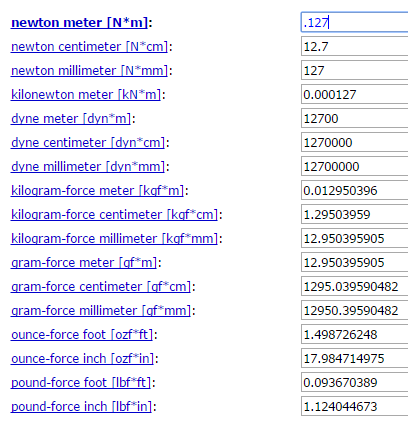 newton meter [N*m]: .127
newton centimeter [N*cm]: 12.7
newton millimeter [N*mm]: 127
kilonewton meter [kN*m]: 0.000127
dyne meter [dyn*m]: 12700
dyne centimeter [dyn*cm]: 1270000
dyne millimeter [dyn*mm]: 12700000
kilogram-force meter [kgf*m]: 0.012950396
kilogram-force centimeter [kgf*cm]: 1.29503959
kilogram-force millimeter [kgf*mm]: 12.950395905
gram-force meter [gf*m]: 12.950395905
gram-force centimeter [gf*cm]: 1295.039590482
gram-force millimeter [gf*mm]: 12950.39590482
ounce-force foot [ozf*ft]: 1.498726248
ounce-force inch [ozf*in]: 17.984714975
pound-force foot [lbf*ft]: 0.093670389
pound-force inch [lbf*in]: 1.124044673